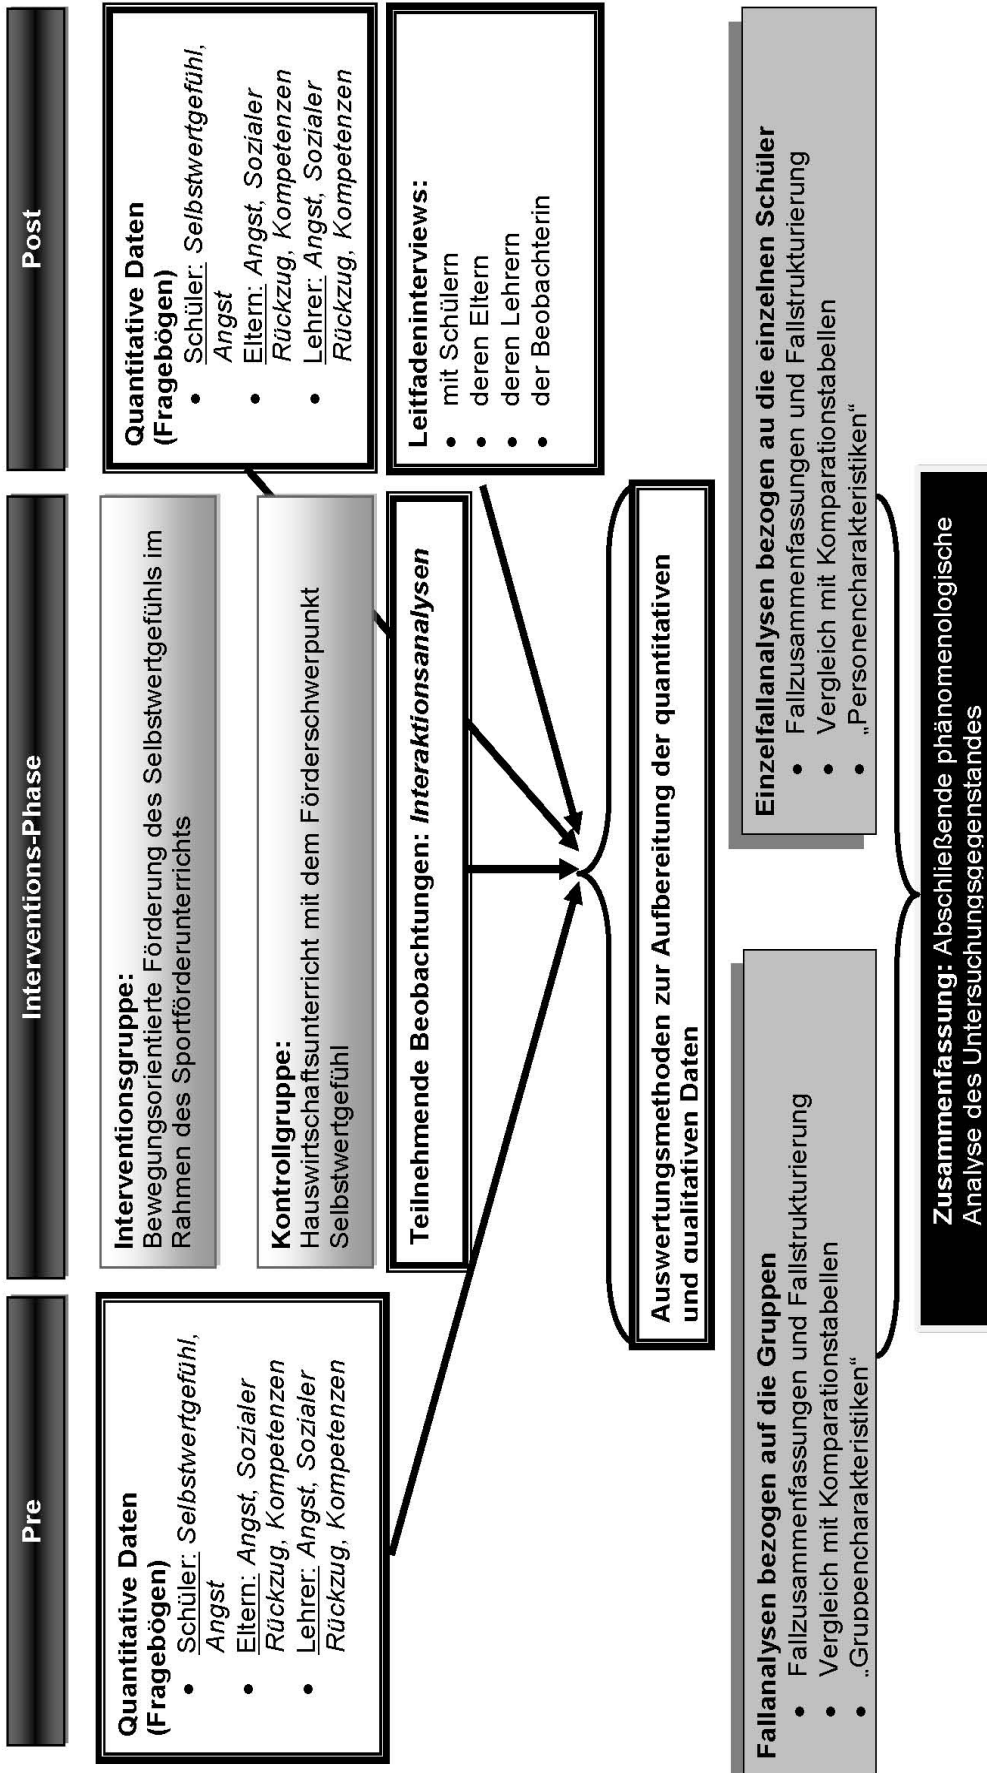 Pre
Interventions-Phase
Post
Quantitative Daten
(Fragebögen)
• Schüler: Selbstwertgefühl,
Angst
• Eltern: Angst, Sozialer
Rückzug, Kompetenzen
• Lehrer: Angst, Sozialer
Rückzug, Kompetenzen
Interventionsgruppe:
Bewegungsorientierte Förderung des Selbstwertgefühls im
Rahmen des Sportförderunterrichts
Kontrollgruppe:
Hauswirtschaftsunterricht mit dem Förderschwerpunkt
Selbstwertgefühl
Teilnehmende Beobachtungen: Interaktionsanalysen
Quantitative Daten
(Fragebögen)
• Schüler: Selbstwertgefühl,
Angst
• Eltern: Angst, Sozialer
Rückzug, Kompetenzen
• Lehrer: Angst, Sozialer
Rückzug, Kompetenzen
Leitfadeninterviews:
• mit Schülern
• deren Eltern
• deren Lehrern
• der Beobachterin
Auswertungsmethoden zur Aufbereitung der quantitativen
und qualitativen Daten
Fallanalysen bezogen auf die Gruppen
• Fallzusammenfassungen und Fallstrukturierung
• Vergleich mit Komparationstabellen
• „Gruppencharakteristiken“
Einzelfallanalysen bezogen au die einzelnen Schüler
• Fallzusammenfassungen und Fallstrukturierung
• Vergleich mit Komparationstabellen
• „Personencharakteristiken“
Zusammenfassung: Abschließende phänomenologische
Analyse des Untersuchungsgegenstandes